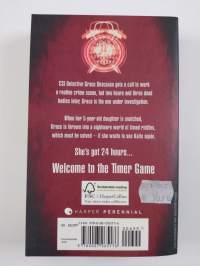 CSI Detective Grace Descanso gets a call to work
a routine crime scene, but two hours and three dead
bodies later, Grace is the one under investigation.
When her 5-year-old daughter is snatched,
Grace is thrown into a nightmare world of timed riddles,
which must be solved – if she wants to see Katie again.
She's got 24 hours...
Welcome to the Timer Game
FSC
HarperCollins
HARPER PERENNIAL